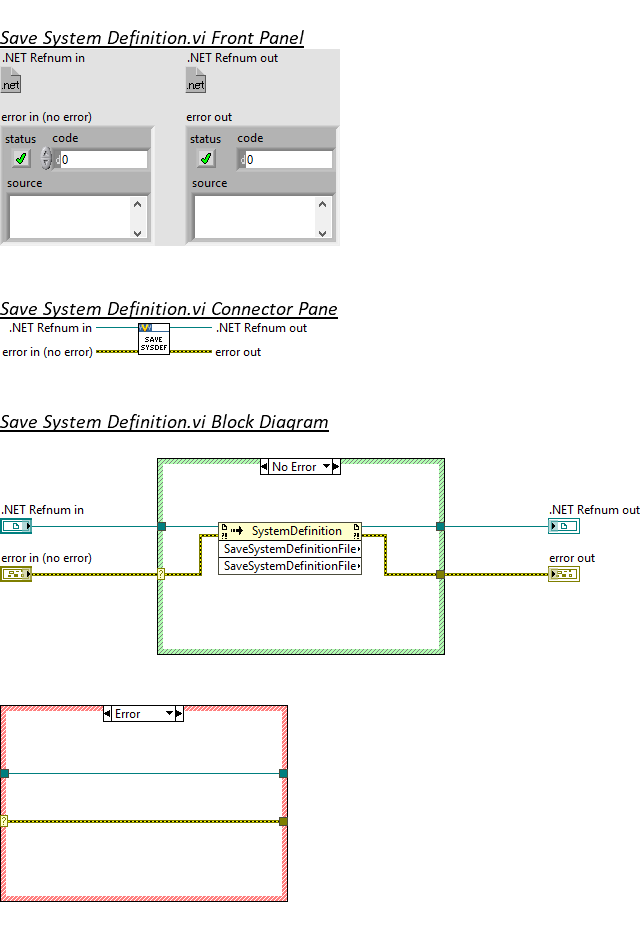 Save System Definition.vi Front Panel
.NET Refnum in .NET Refnum out
.net .net
error in (no error) error out
status code status code
d 0 d 0
source source
Save System Definition.vi Connector Pane
.NET Refnum in .NET Refnum out
SAVE
SYSDEF
error in (no error) error out
Save System Definition.vi Block Diagram
No Error
.NET Refnum in .NET Refnum out
SystemDefinition
?!
?!
error in (no error) error out
SaveSystemDefinitionFile
SaveSystemDefinitionFile
?
Error
?